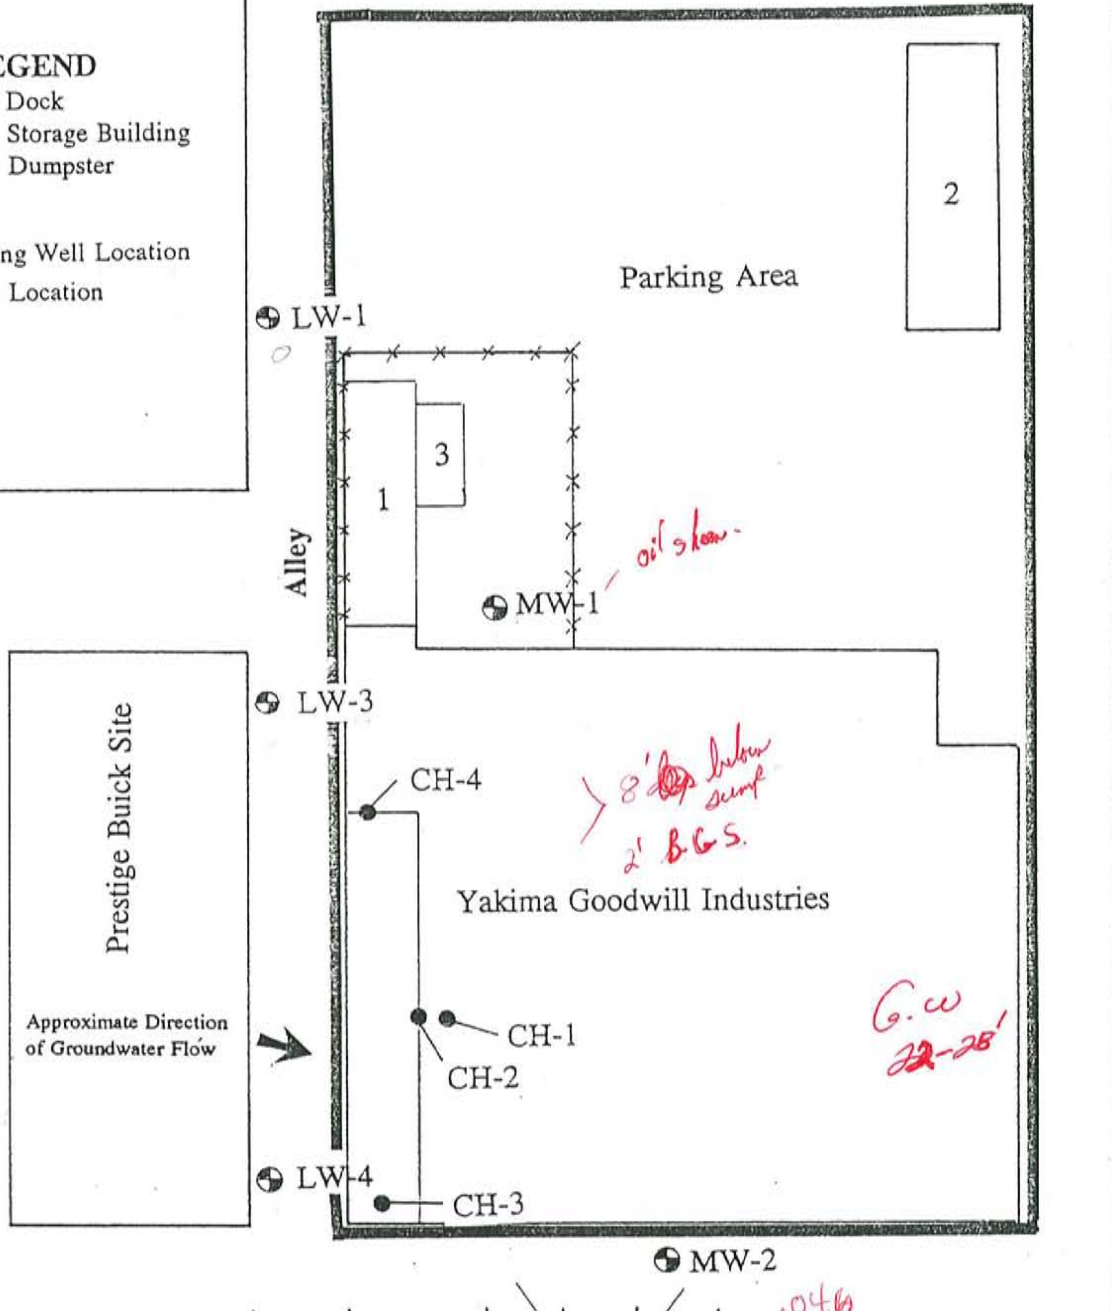 EGEND
Dock
Storage Building
Dumpster
ng Well Location
Location
2
Parking Area
LW-1
3
1
Alley
oil sheen-
MW-1
LW-3
Prestige Buick Site
CH-4
8' below
sump
2' B.G.S.
Yakima Goodwill Industries
Approximate Direction
of Groundwater Flow
G.W
22-28'
CH-1
CH-2
LW-4
CH-3
MW-2